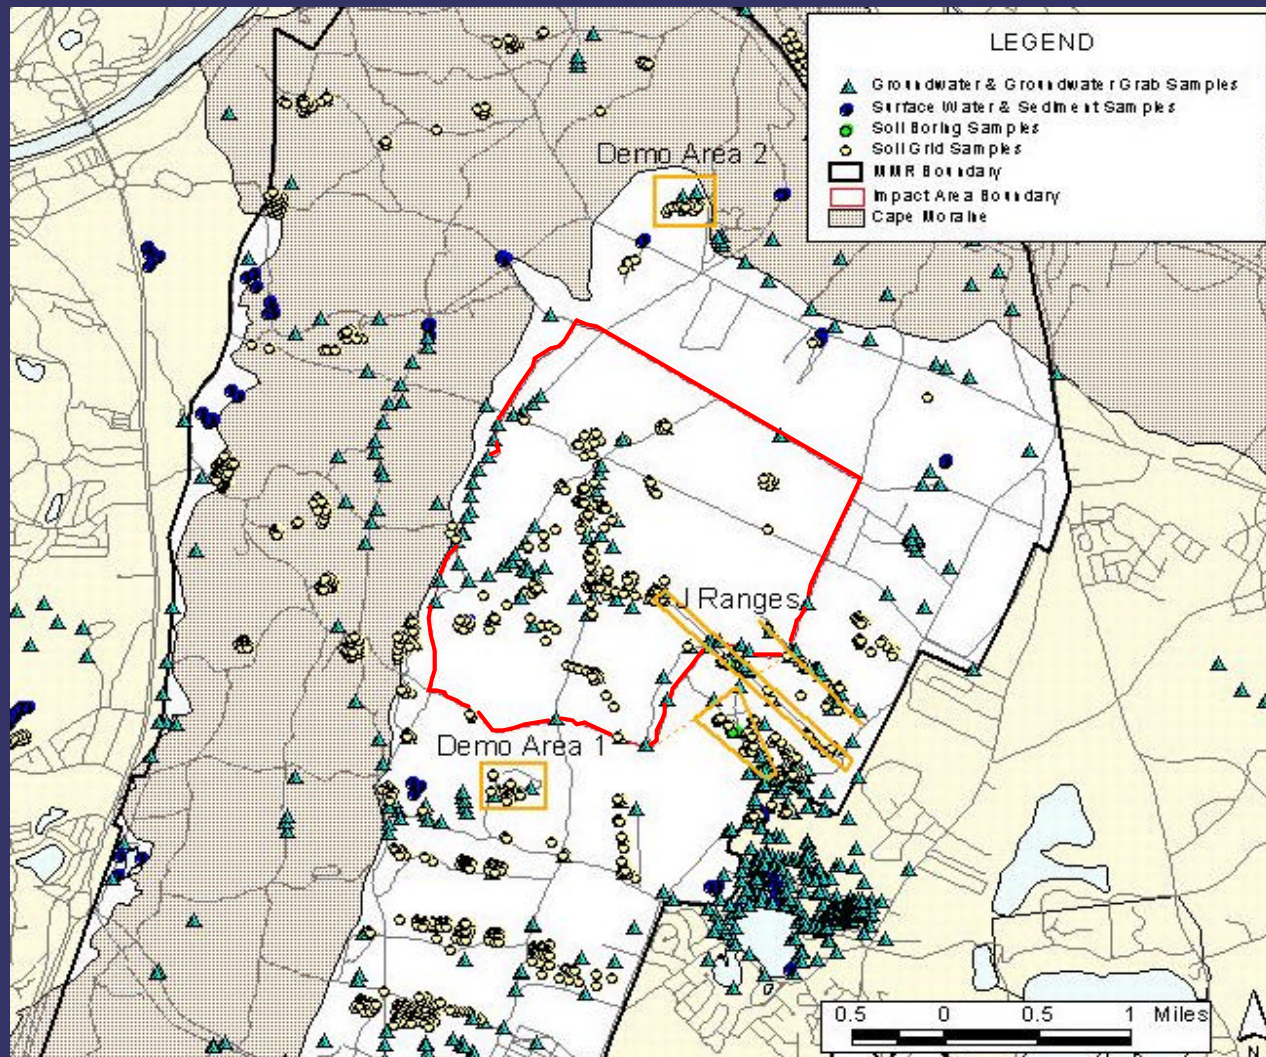 LEGEND
Groundwater & Groundwater Grab Samples
Surface Water & Sediment Samples
Soil Boring Samples
Soil Grid Samples
MMR Boundary
Impact Area Boundary
Cape Moraine
Demo Area 2
J Ranges
Demo Area 1
0.5 0 0.5 1 Miles
N